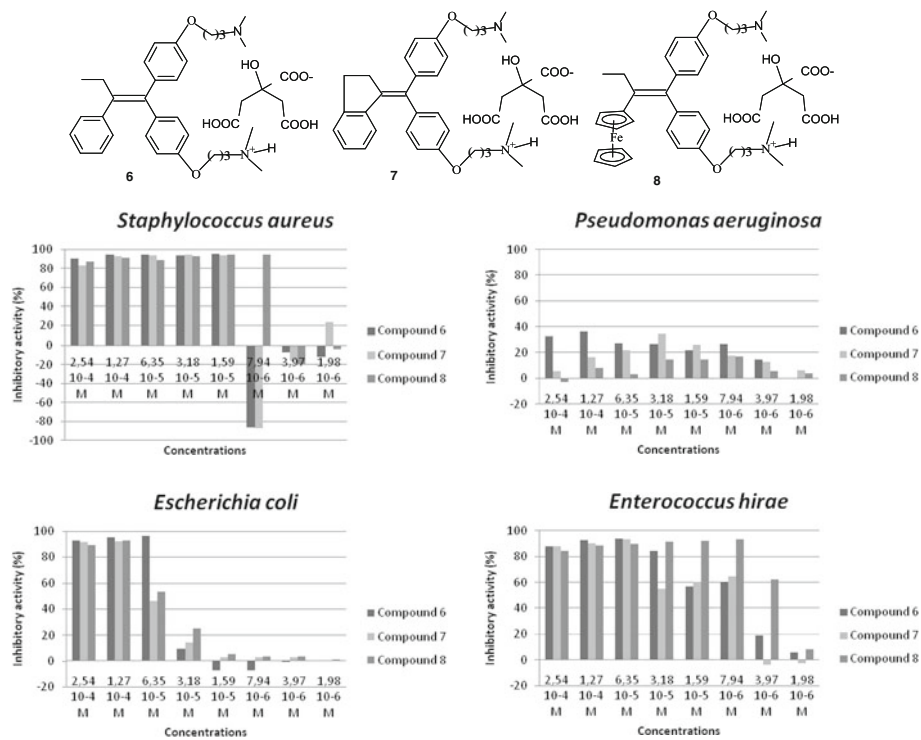 O
( )3
N
HO
COO-
HOOC
COOH
O
( )3
N+
H
6
O
( )3
N
HO
COO-
HOOC
COOH
O
( )3
N+
H
7
O
( )3
N
HO
COO-
HOOC
COOH
Fe
O
( )3
N+
H
8
Staphylococcus aureus
Inhibitory activity (%)
100
80
60
40
20
0
-20
-40
-60
-80
-100
2,54 1,27 6,35 3,18 1,59 7,94 3,97 1,98
10-4 10-4 10-5 10-5 10-5 10-6 10-6 10-6
M M M M M M M M
Concentrations
Compound 6
Compound 7
Compound 8
Pseudomonas aeruginosa
Inhibitory activity (%)
100
80
60
40
20
0
-20
2,54 1,27 6,35 3,18 1,59 7,94 3,97 1,98
10-4 10-4 10-5 10-5 10-5 10-6 10-6 10-6
M M M M M M M M
Concentrations
Compound 6
Compound 7
Compound 8
Escherichia coli
Inhibitory activity (%)
100
80
60
40
20
0
-20
2,54 1,27 6,35 3,18 1,59 7,94 3,97 1,98
10-4 10-4 10-5 10-5 10-5 10-6 10-6 10-6
M M M M M M M M
Concentrations
Compound 6
Compound 7
Compound 8
Enterococcus hirae
Inhibitory activity (%)
100
80
60
40
20
0
-20
2,54 1,27 6,35 3,18 1,59 7,94 3,97 1,98
10-4 10-4 10-5 10-5 10-5 10-6 10-6 10-6
M M M M M M M M
Concentrations
Compound 6
Compound 7
Compound 8